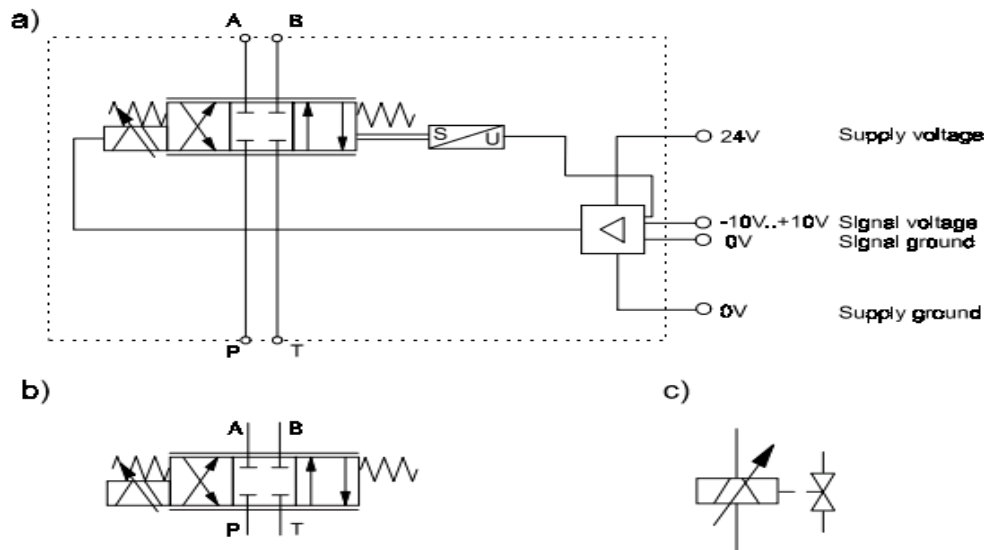 a)
A B
S U
24V Supply voltage
-10V..+10V Signal voltage
0V Signal ground
0V Supply ground
P T
b)
c)
A B
P T